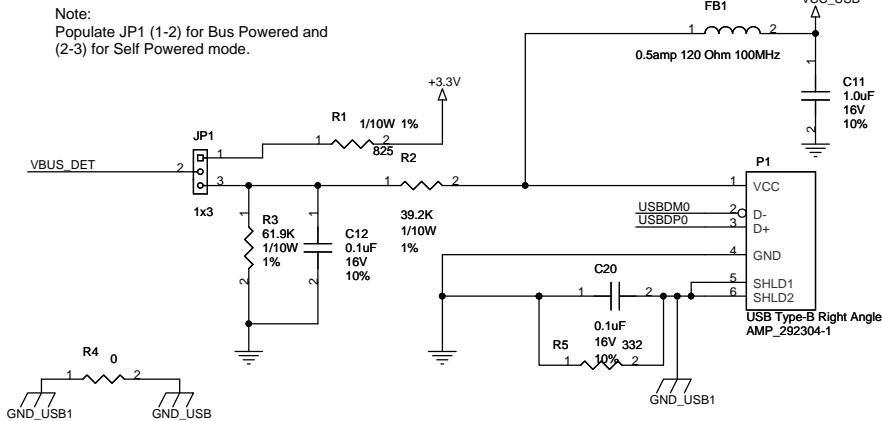 Note:
Populate JP1 (1-2) for Bus Powered and
(2-3) for Self Powered mode.
FB1
VCC_USB
1 2
0.5amp 120 Ohm 100MHz
1
C11
1.0uF
16V
10%
2
+3.3V
R1
1/10W 1%
1 2
825
JP1
1
VBUS_DET 2
3
1x3
R2
1 2
39.2K
1/10W
1%
1
R3
61.9K
1/10W
1%
2
1
C12
0.1uF
16V
10%
2
P1
1 VCC
USBDM0 2 D-
USBDP0 3 D+
4 GND
5 SHLD1
6 SHLD2
USB Type-B Right Angle
AMP_292304-1
C20
1 2
0.1uF
16V
10%
R5 332
1 2
GND_USB1
R4 0
1 2
GND_USB1 GND_USB